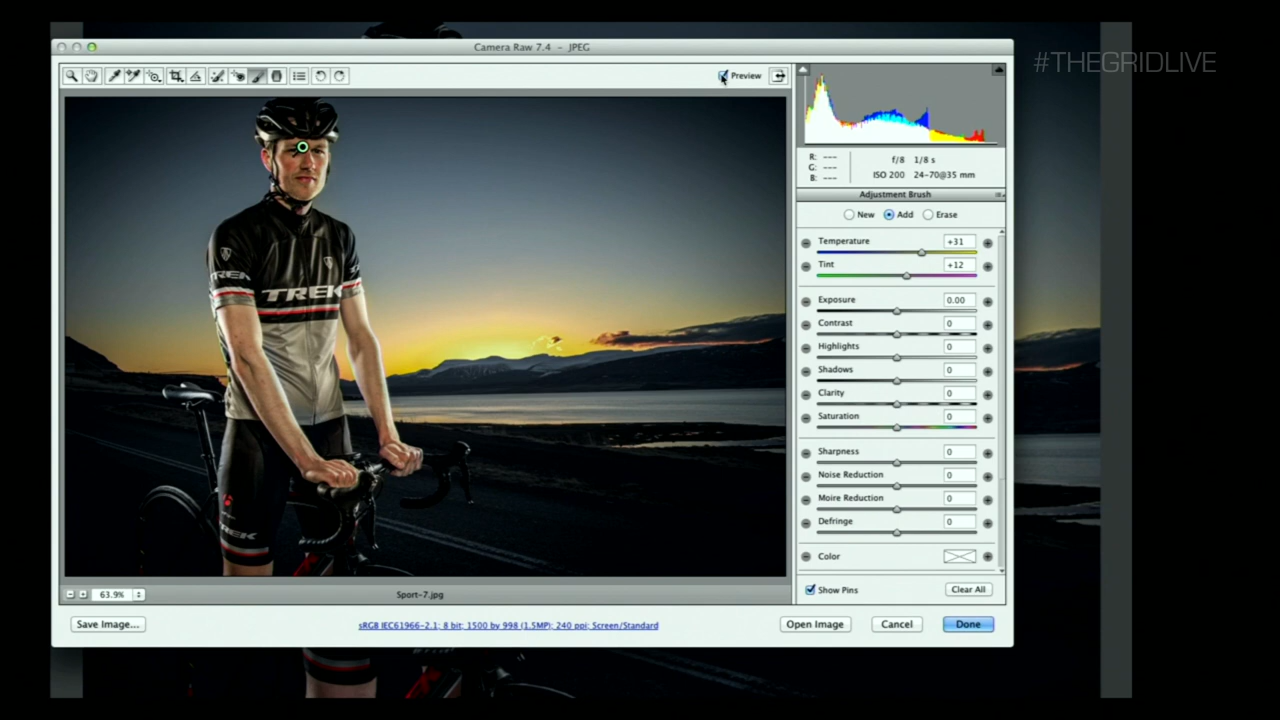 Camera Raw 7.4 – JPEG
#THEGRIDLIVE
Preview
R: ---
G: ---
B: ---
f/8 1/8 s
ISO 200 24-70@35 mm
Adjustment Brush
New Add Erase
Temperature +31
Tint +12
Exposure 0.00
Contrast 0
Highlights 0
Shadows 0
Clarity 0
Saturation 0
Sharpness 0
Noise Reduction 0
Moire Reduction 0
Defringe 0
Color
Show Pins Clear All
TREK
TREK
TREK
63.9% Sport-7.jpg
Save Image... sRGB IEC61966-2.1; 8 bit; 1500 by 998 (1.5MP); 240 ppi; Screen/Standard Open Image Cancel Done